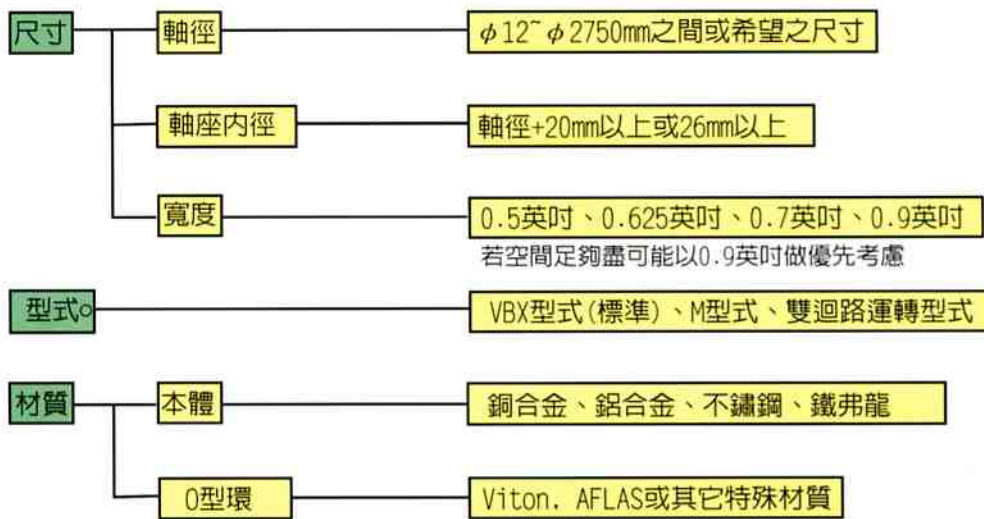 尺寸 軸徑 φ12~φ2750mm之間或希望之尺寸
軸座内徑 軸徑+20mm以上或26mm以上
寬度 0.5英吋、0.625英吋、0.7英吋、0.9英吋
若空間足夠盡可能以0.9英吋做優先考慮
型式 VBX型式(標準)、M型式、雙迴路運轉型式
材質 本體 銅合金、鋁合金、不鏽鋼、鐵弗龍
O型環 Viton. AFLAS或其它特殊材質